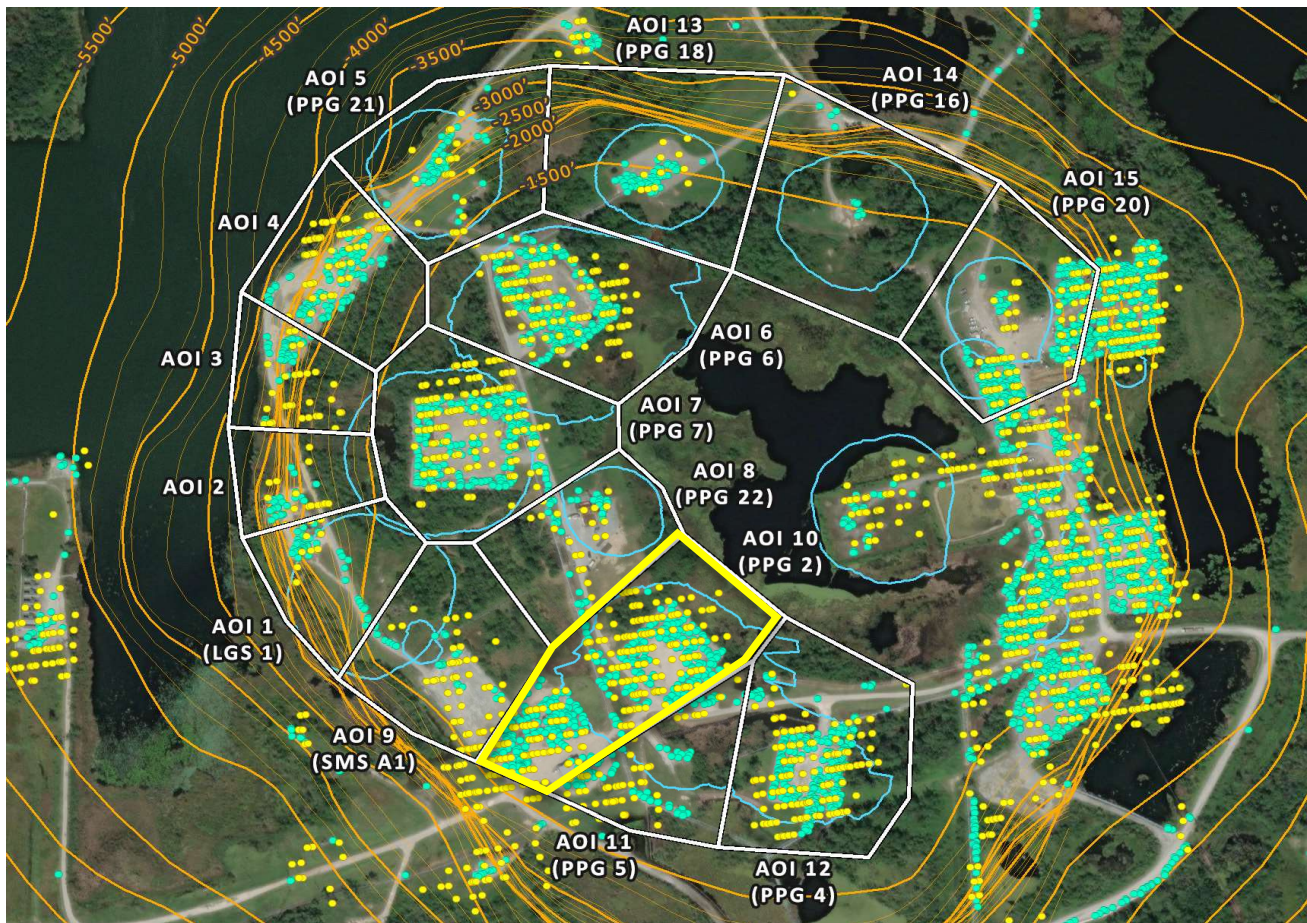 -5500'
-5000'
-4500'
-4000'
-3500'
-3000'
-2500'
-2000'
-1500'
AOI 13
(PPG 18)
AOI 5
(PPG 21)
AOI 14
(PPG 16)
AOI 15
(PPG 20)
AOI 4
AOI 3
AOI 6
(PPG 6)
AOI 7
(PPG 7)
AOI 2
AOI 8
(PPG 22)
AOI 10
(PPG 2)
AOI 1
(LGS 1)
AOI 9
(SMS A1)
AOI 11
(PPG 5)
AOI 12
(PPG 4)